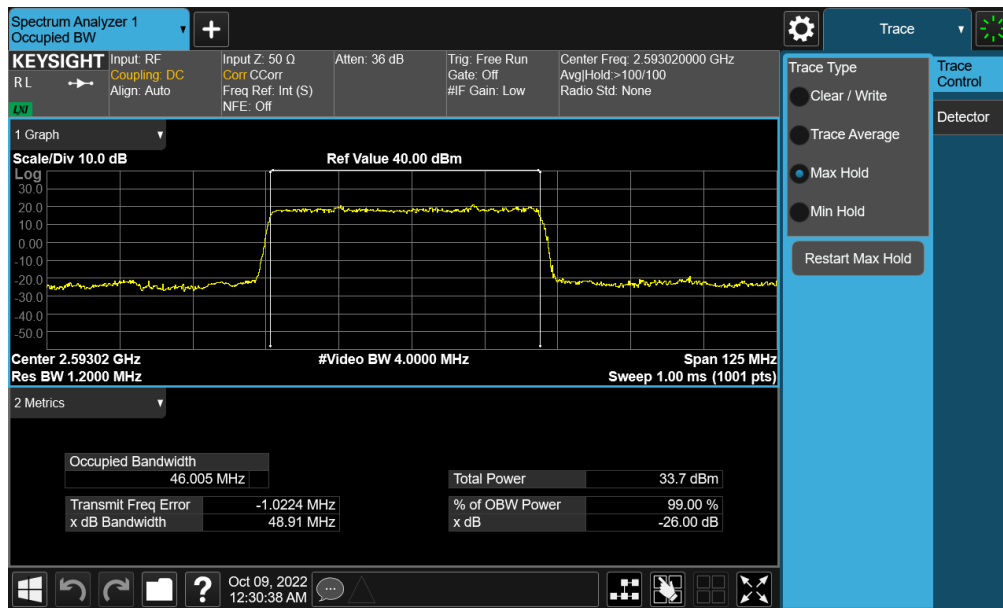 Spectrum Analyzer 1
Occupied BW
+
Trace
KEYSIGHT
R L
LXI
Input: RF
Coupling: DC
Align: Auto
Input Z: 50 Ω
Corr CCorr
Freq Ref: Int (S)
NFE: Off
Atten: 36 dB
Trig: Free Run
Gate: Off
#IF Gain: Low
Center Freq: 2.593020000 GHz
Avg|Hold:>100/100
Radio Std: None
Trace Type
Clear / Write
Trace Average
Max Hold
Min Hold
Restart Max Hold
Trace
Control
Detector
1 Graph
Scale/Div 10.0 dB
Ref Value 40.00 dBm
Log
30.0
20.0
10.0
0.00
-10.0
-20.0
-30.0
-40.0
-50.0
Center 2.59302 GHz
#Video BW 4.0000 MHz
Span 125 MHz
Res BW 1.2000 MHz
Sweep 1.00 ms (1001 pts)
2 Metrics
Occupied Bandwidth
46.005 MHz
Total Power 33.7 dBm
Transmit Freq Error -1.0224 MHz
% of OBW Power 99.00 %
x dB Bandwidth 48.91 MHz
x dB -26.00 dB
?
Oct 09, 2022
12:30:38 AM